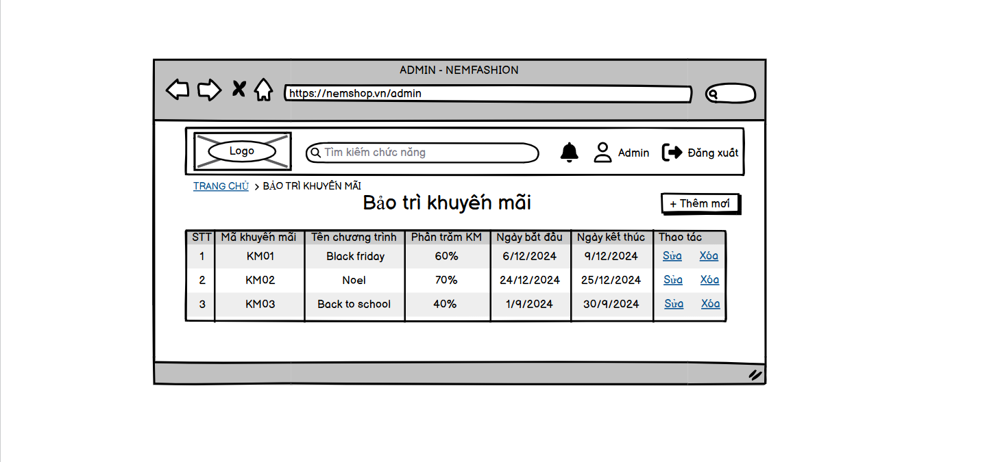 ADMIN - NEMFASHION
https://nemshop.vn/admin
Logo
Tìm kiếm chức năng
Admin
Đăng xuất
TRANG CHỦ > BẢO TRÌ KHUYẾN MÃI
Bảo trì khuyến mãi
+ Thêm mới
STT Mã khuyến mãi Tên chương trình Phần trăm KM Ngày bắt đầu Ngày kết thúc Thao tác
1 KM01 Black friday 60% 6/12/2024 9/12/2024 Sửa Xóa
2 KM02 Noel 70% 24/12/2024 25/12/2024 Sửa Xóa
3 KM03 Back to school 40% 1/9/2024 30/9/2024 Sửa Xóa